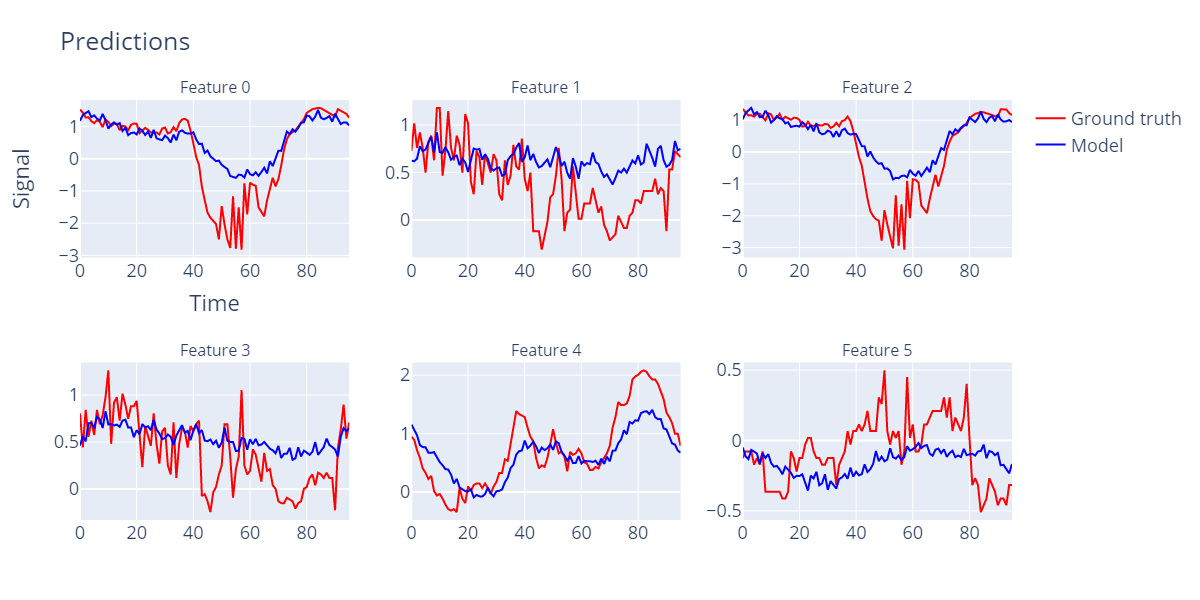 Predictions
Feature 0
Feature 1
Feature 2
Ground truth
Model
Signal
1
0
−1
−2
−3
0 20 40 60 80
1
0.5
0
0 20 40 60 80
1
0
−1
−2
−3
0 20 40 60 80
Time
Feature 3
Feature 4
Feature 5
1
0.5
0
0 20 40 60 80
2
1
0
0 20 40 60 80
0.5
0
−0.5
0 20 40 60 80